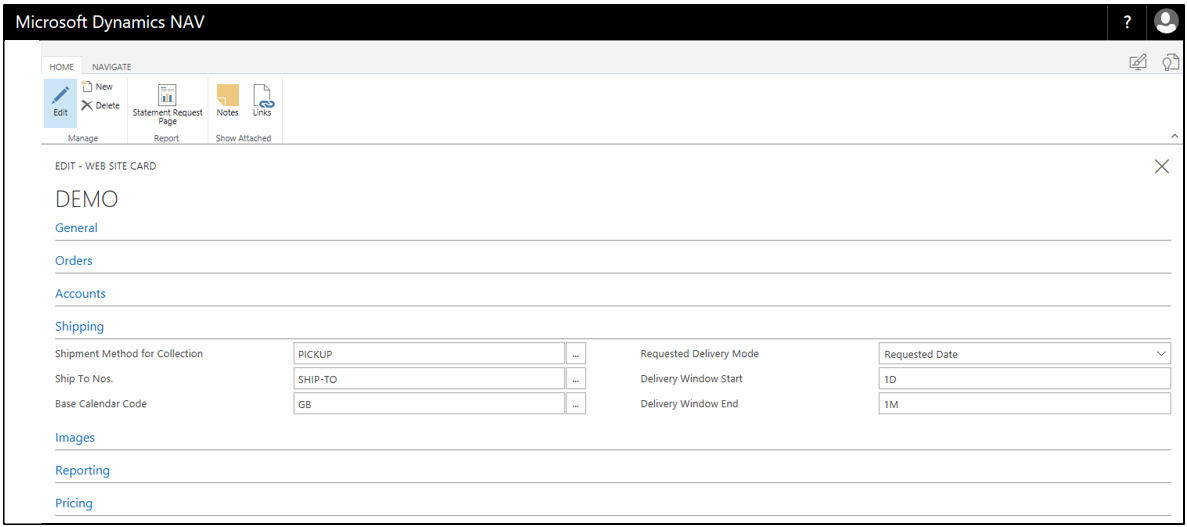 Microsoft Dynamics NAV ?
HOME NAVIGATE
Edit
New
Delete
Statement Request
Page
Notes
Links
Manage Report Show Attached
EDIT - WEB SITE CARD
DEMO
General
Orders
Accounts
Shipping
Shipment Method for Collection PICKUP ... Requested Delivery Mode Requested Date
Ship To Nos. SHIP-TO ... Delivery Window Start 1D
Base Calendar Code GB ... Delivery Window End 1M
Images
Reporting
Pricing